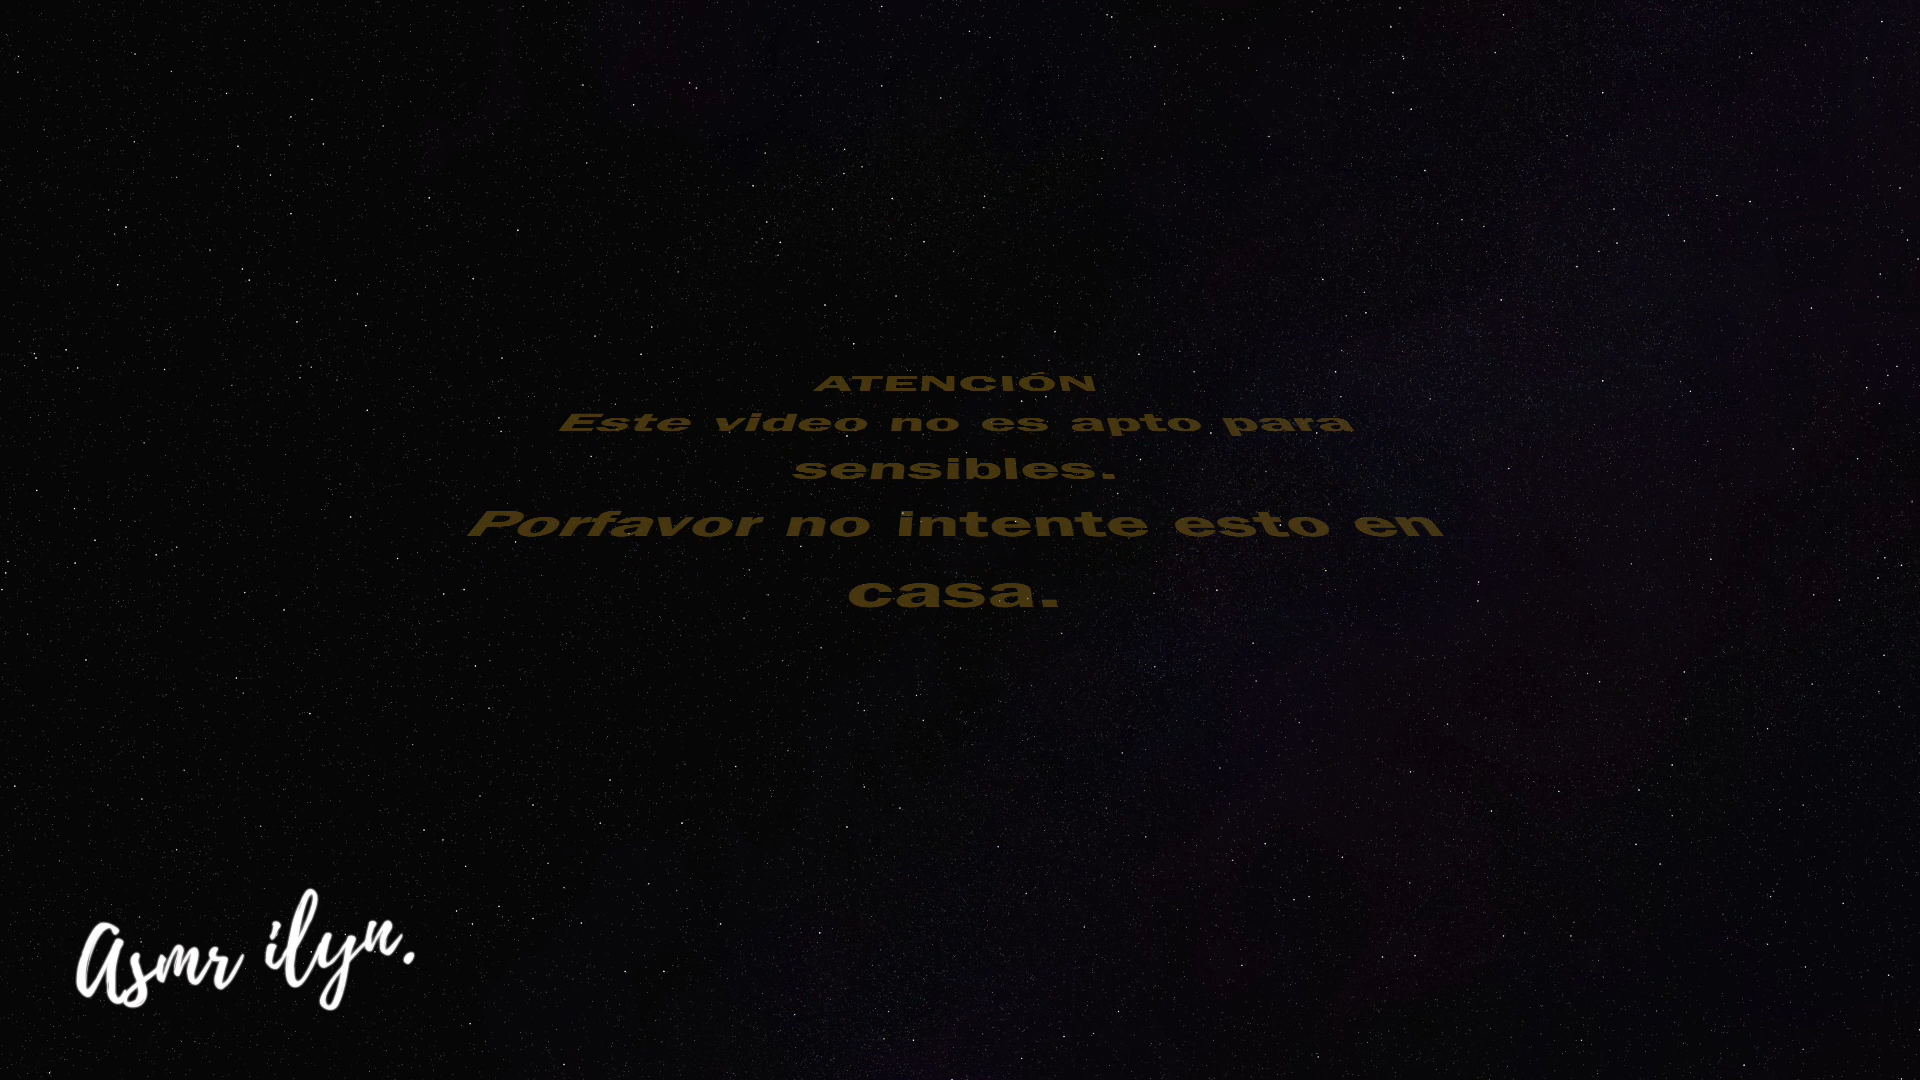 ATENCIÓN
Este video no es apto para
sensibles.
Porfavor no intente esto en
casa.
Asmr ilyn.